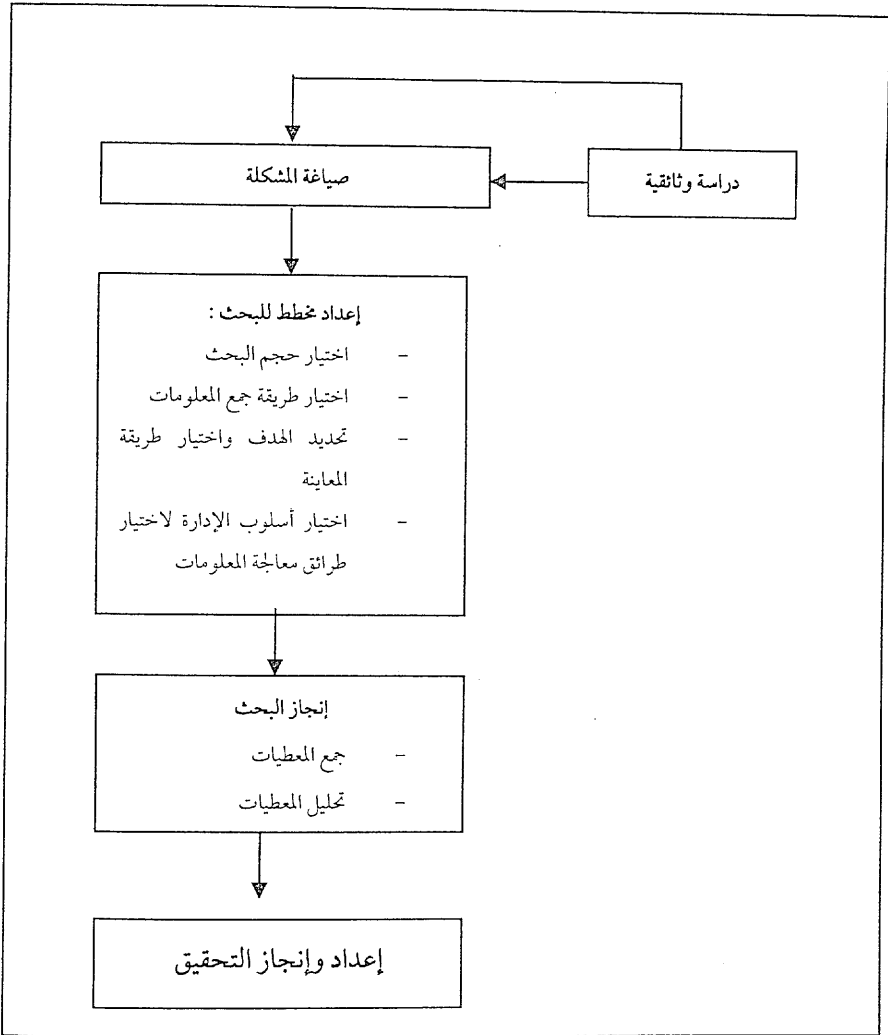 صياغة المشكلة
دراسة وثائقية
إعداد مخطط للبحث :
- اختيار حجم البحث
- اختيار طريقة جمع المعلومات
- تحديد الهدف واختيار طريقة
المعاينة
- اختيار أسلوب الإدارة لاختيار
طرائق معالجة المعلومات
إنجاز البحث
- جمع المعطيات
- تحليل المعطيات
إعداد وإنجاز التحقيق